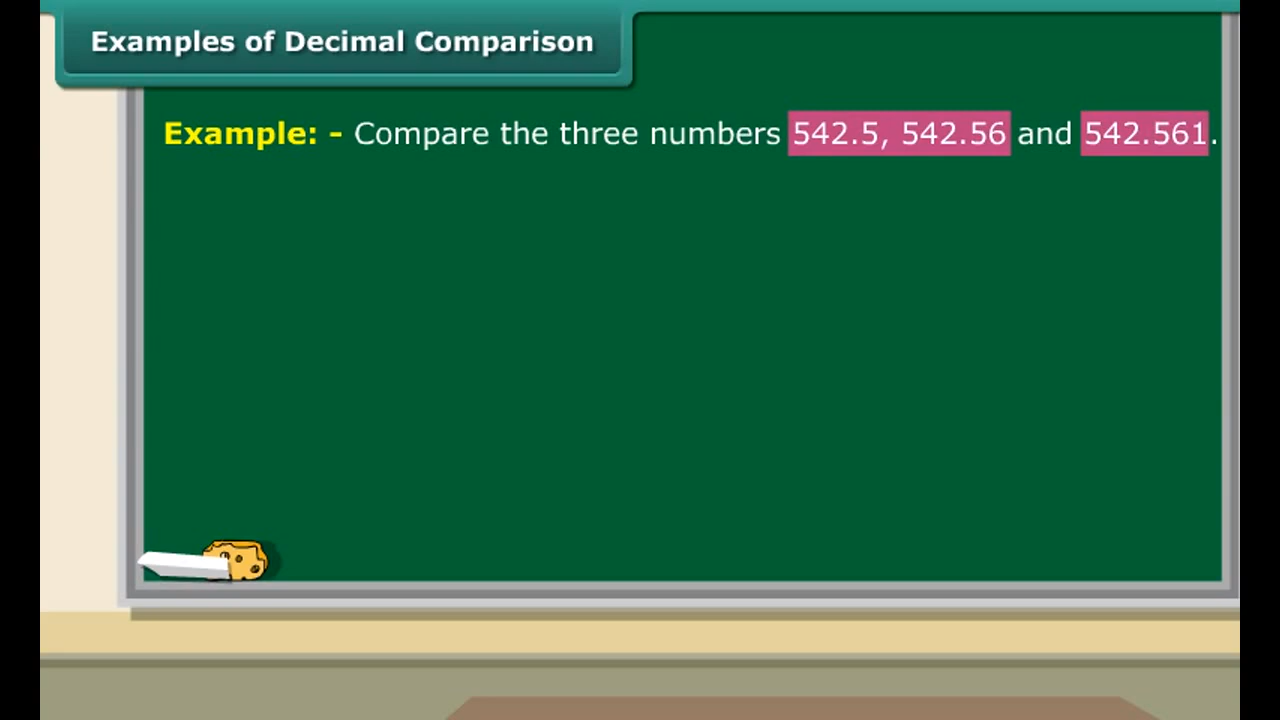 Examples of Decimal Comparison
Example: - Compare the three numbers 542.5, 542.56 and 542.561.